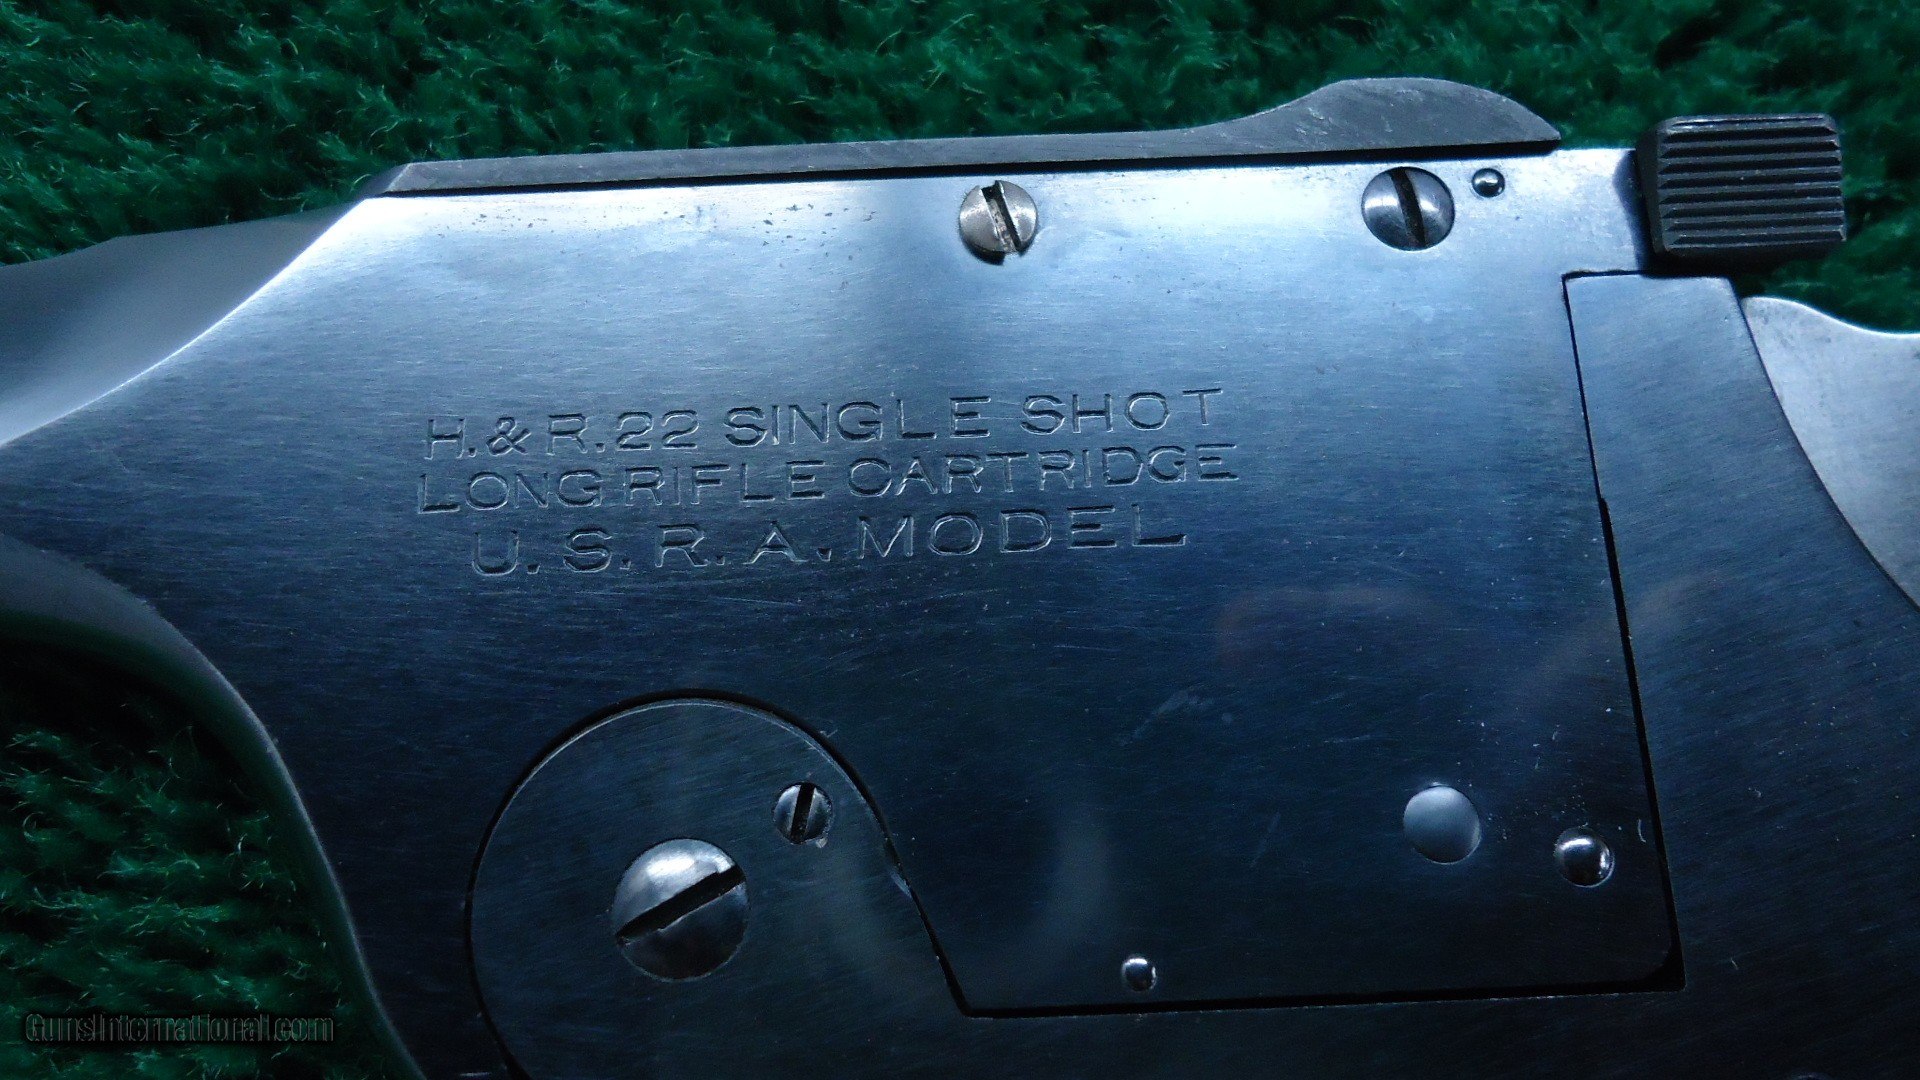 H.&R.22 SINGLE SHOT
LONG RIFLE CARTRIDGE
U.S.R.A. MODEL
GunsInternational.com